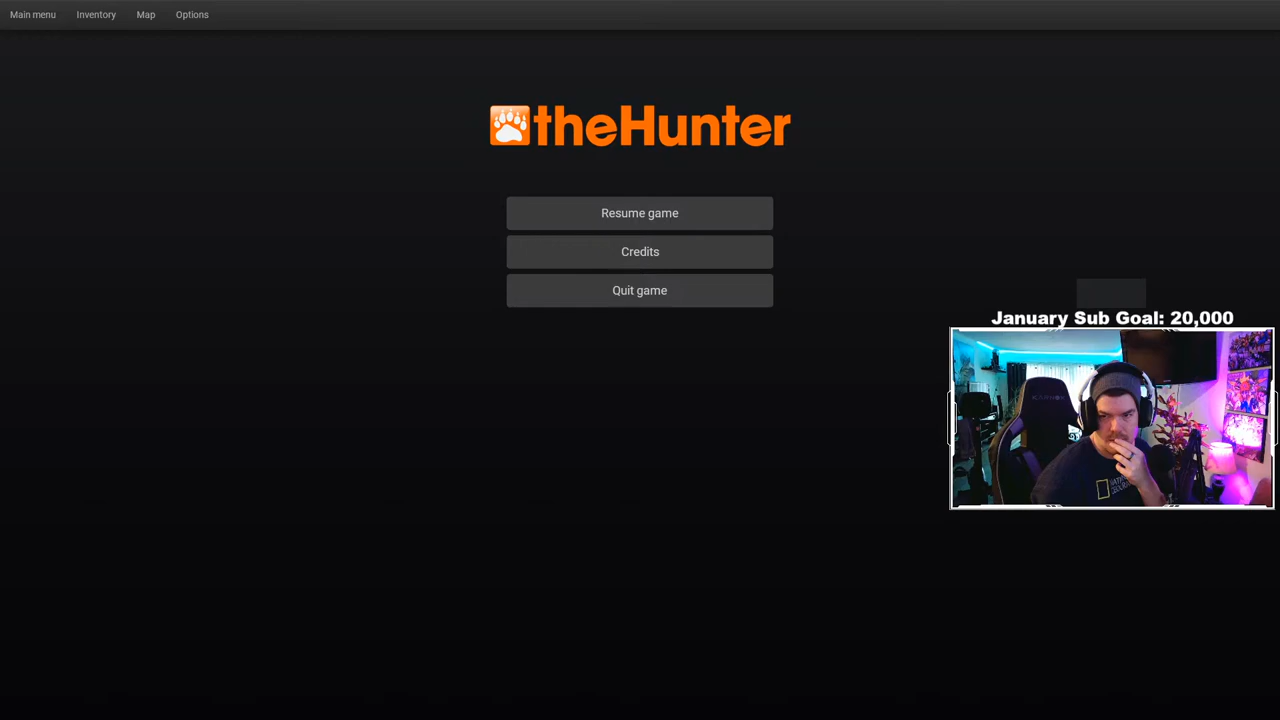 Main menu Inventory Map Options
theHunter
Resume game
Credits
Quit game
January Sub Goal: 20,000